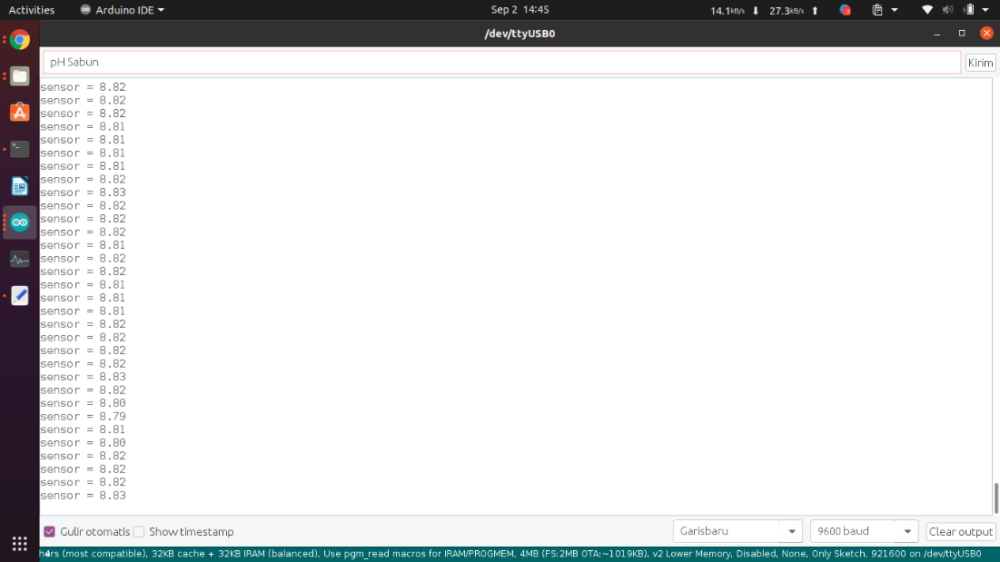 Activities
Arduino IDE
Sep 2 14:45
14.1kB/s
27.3kB/s
/dev/ttyUSB0
pH Sabun
Kirim
sensor = 8.82
sensor = 8.82
sensor = 8.82
sensor = 8.81
sensor = 8.81
sensor = 8.81
sensor = 8.81
sensor = 8.82
sensor = 8.83
sensor = 8.82
sensor = 8.82
sensor = 8.82
sensor = 8.81
sensor = 8.82
sensor = 8.82
sensor = 8.81
sensor = 8.81
sensor = 8.81
sensor = 8.82
sensor = 8.82
sensor = 8.82
sensor = 8.82
sensor = 8.83
sensor = 8.82
sensor = 8.80
sensor = 8.79
sensor = 8.81
sensor = 8.80
sensor = 8.82
sensor = 8.82
sensor = 8.82
sensor = 8.83
Gulir otomatis
Show timestamp
Garisbaru
9600 baud
Clear output
(most compatible), 32KB cache + 32KB IRAM (balanced), Use pgm_read macros for IRAM/PROGMEM, 4MB (FS:2MB OTA:~1019KB), v2 Lower Memory, Disabled, None, Only Sketch, 921600 on /dev/ttyUSB0